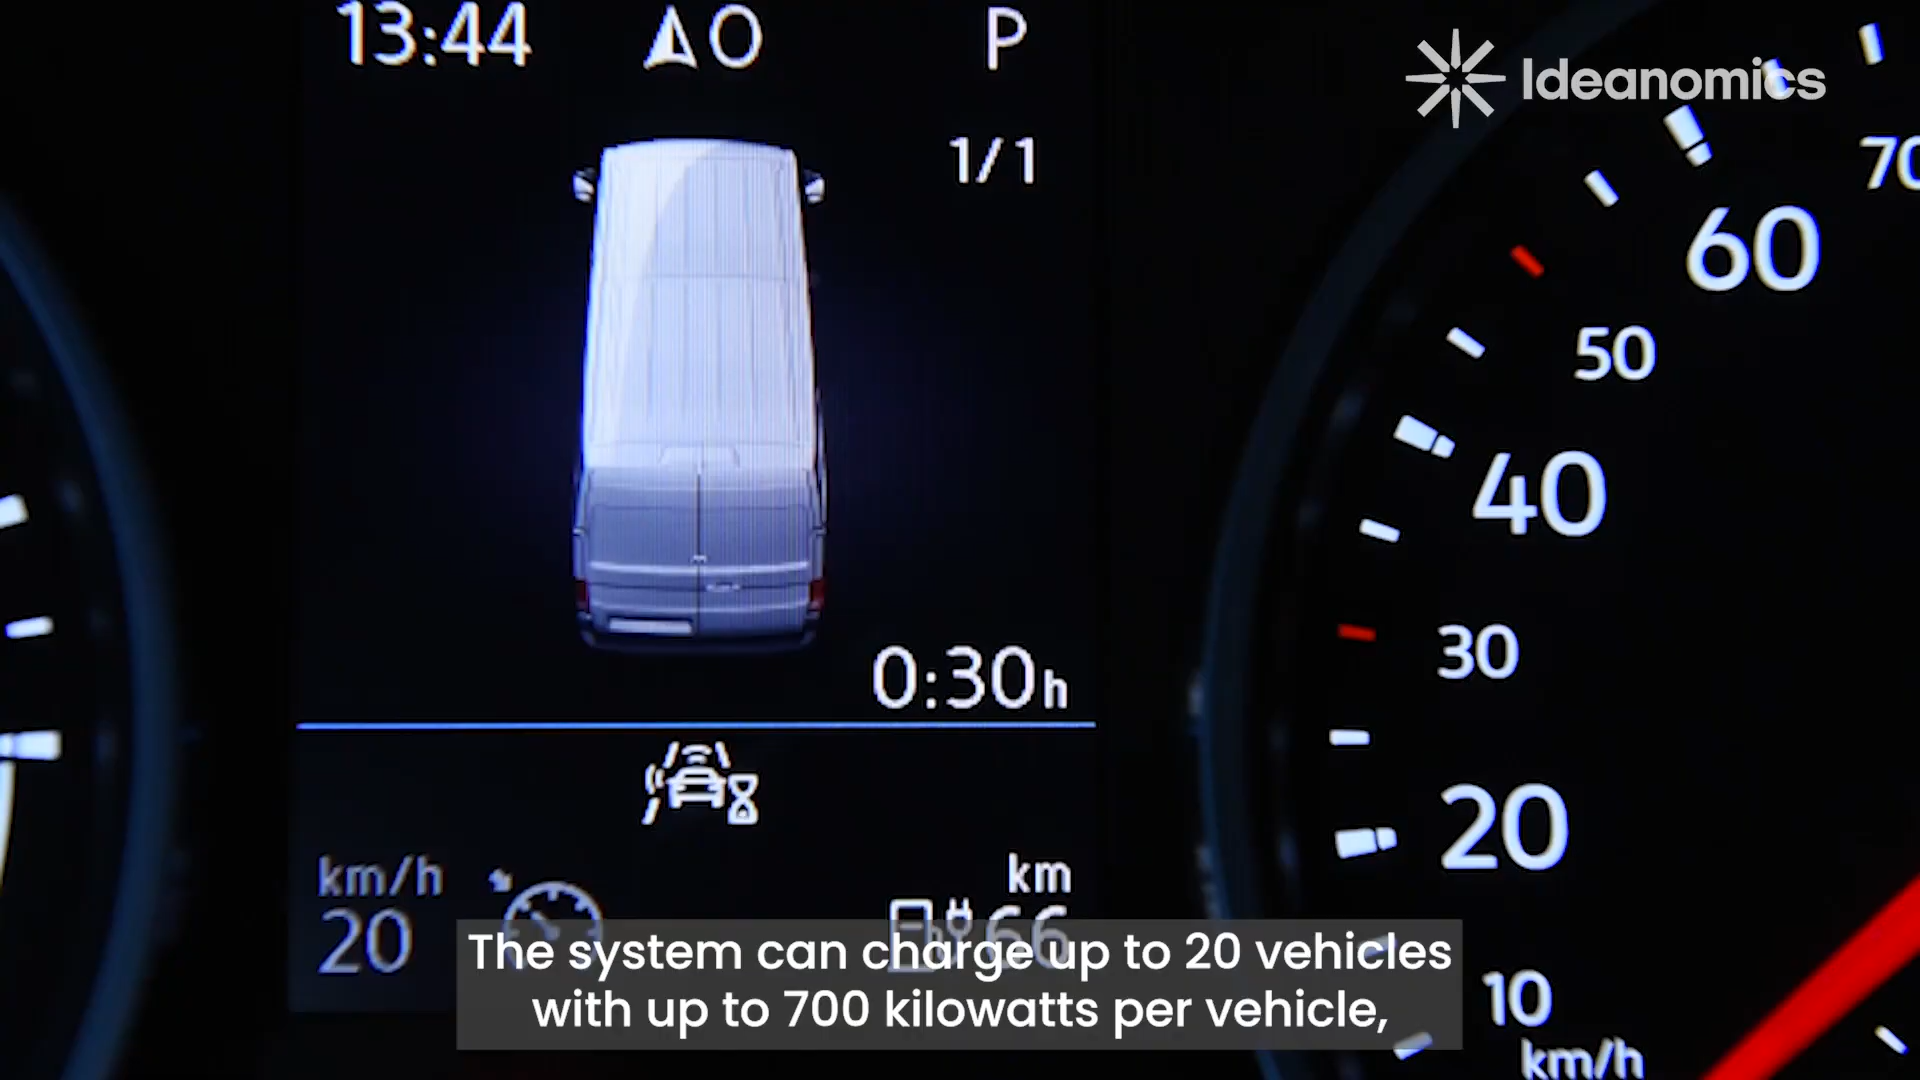 13:44
O
P
Ideanomics
1/1
70
60
50
40
30
20
10
km/h
0:30h
km/h
20
km
66
The system can charge up to 20 vehicles
with up to 700 kilowatts per vehicle,